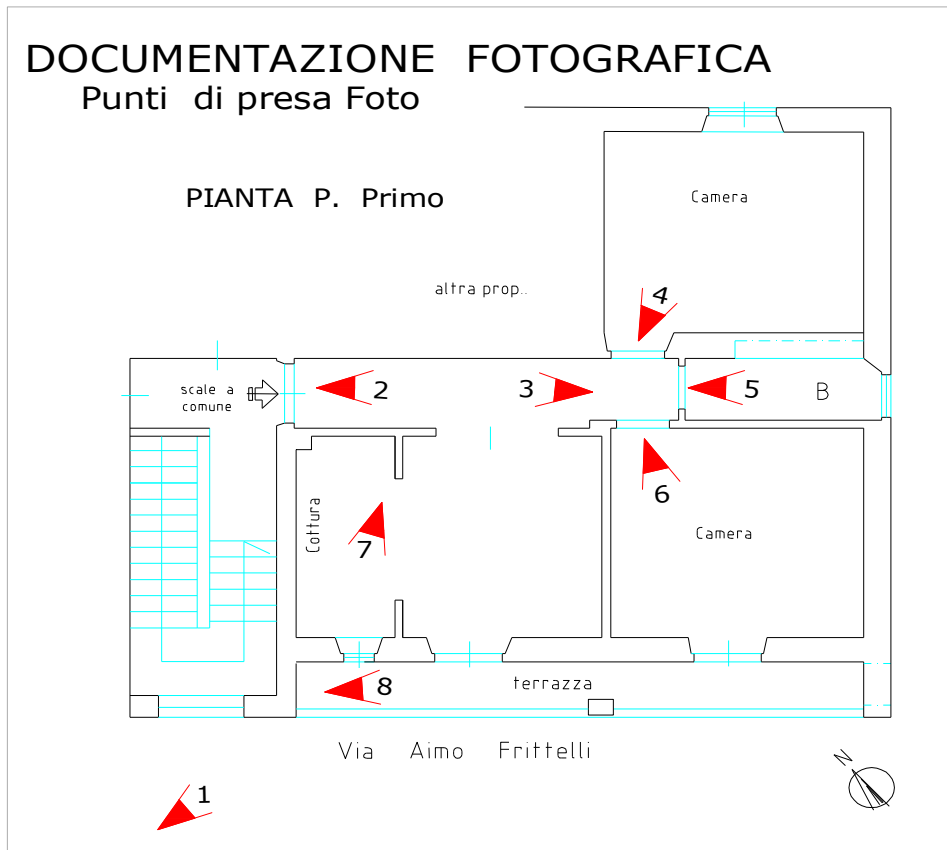 DOCUMENTAZIONE FOTOGRAFICA
Punti di presa Foto
PIANTA P. Primo
Camera
altra prop..
4
scale a
comune
2
3
5
B
6
Cottura
7
Camera
8
terrazza
Via Aimo Frittelli
N
1